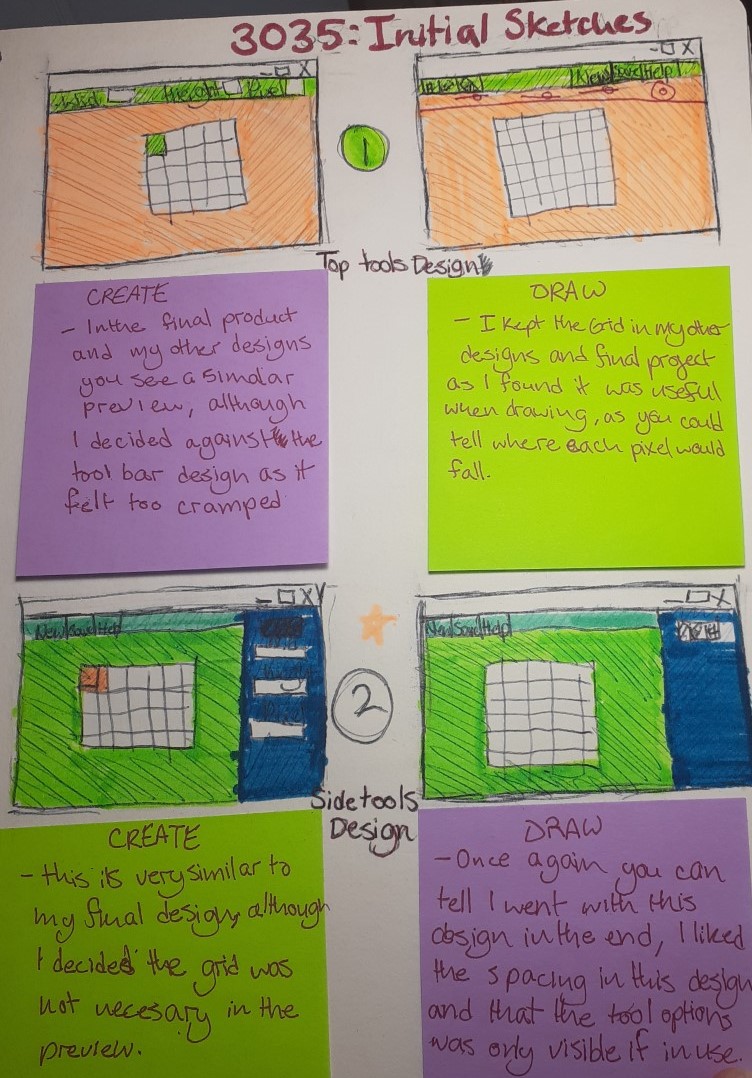 3035: Initial Sketches
- □ X
Height Pixel
- □ X
New Save Help
1
Top tools Design
CREATE
- In the final product
and my other designs
you see a simdar
preview, although
I decided against the
tool bar design as it
felt too cramped
DRAW
- I kept the Grid in my other
designs and final project
as I found it was useful
when drawing, as you could
tell where each pixel would
fall.
- □ X
New Save Help
- □ X
New Save Help
2
Side tools
Design
CREATE
- this is very similar to
my final design, although
I decided the grid was
not necesary in the
preview.
DRAW
- Once again you can
tell I went with this
design in the end, I liked
the spacing in this design
and that the tool options
was only visible if in use.